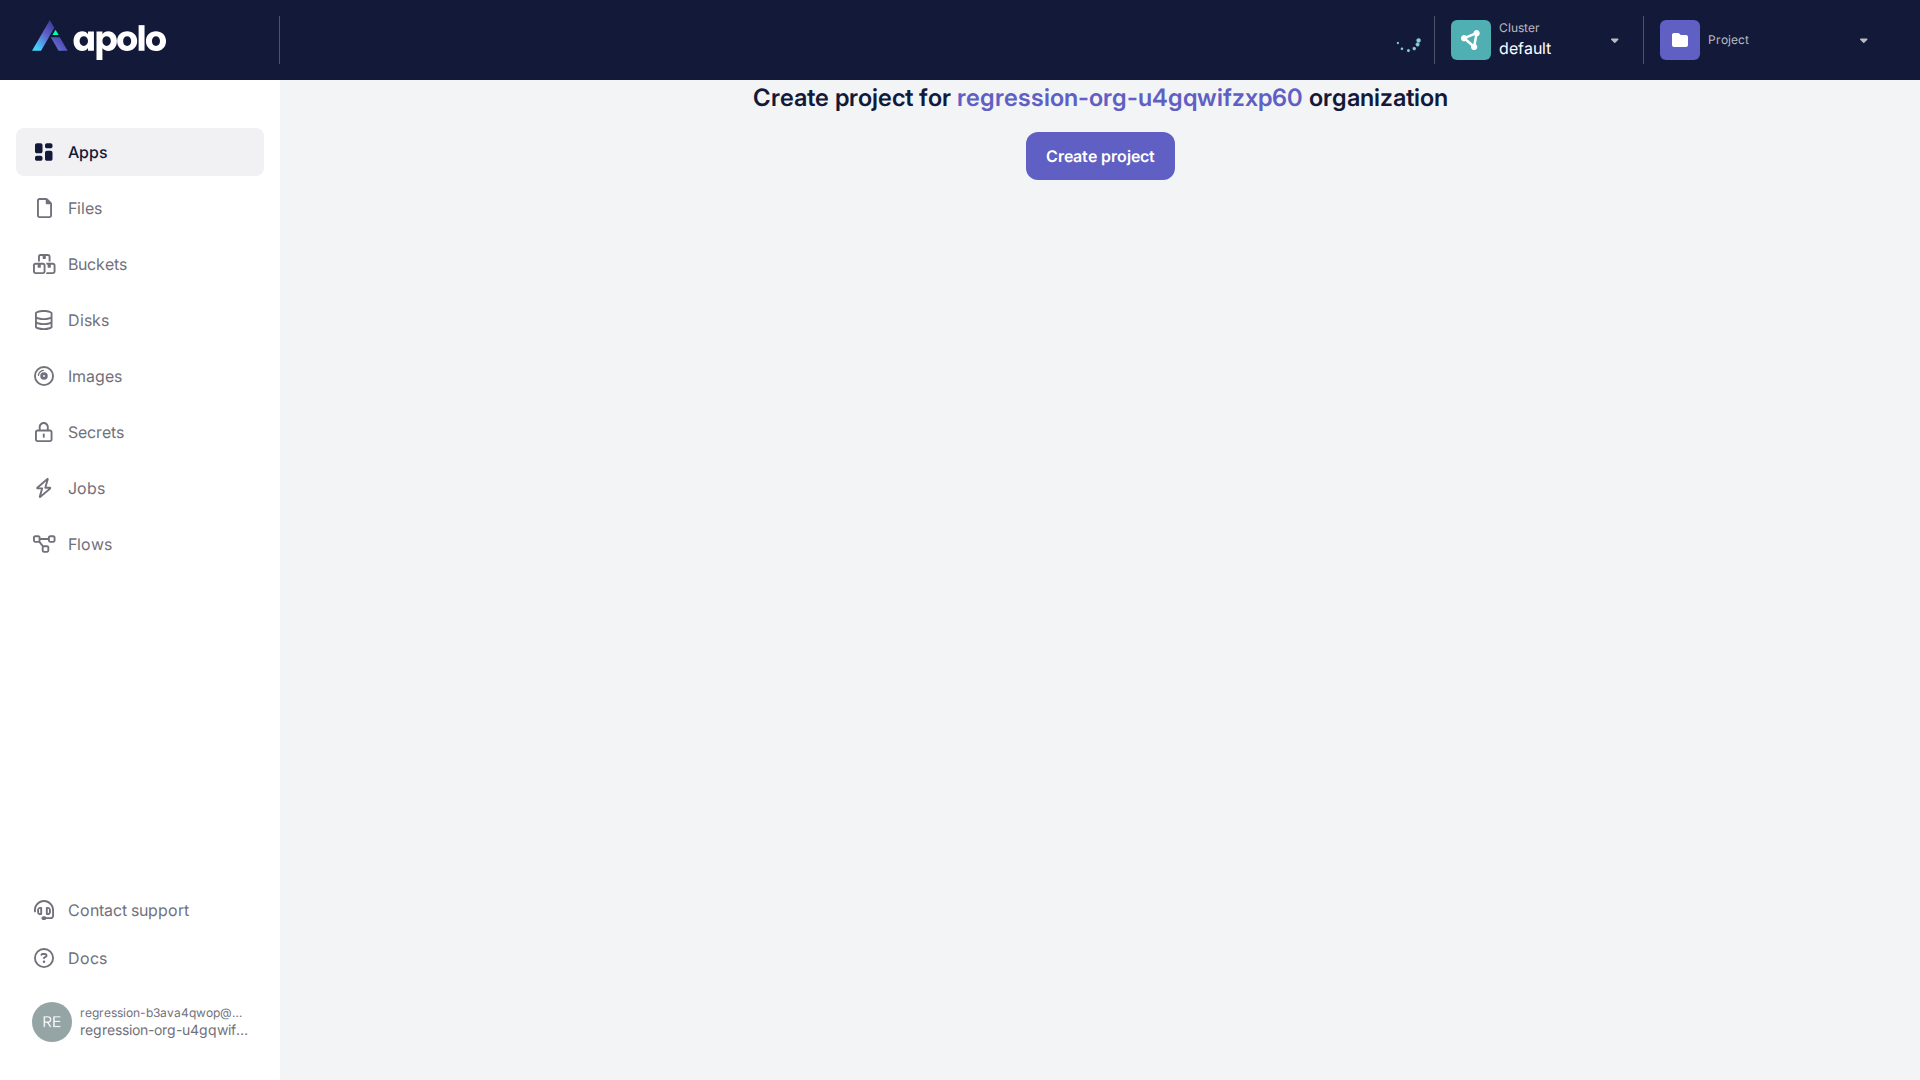 apolo
Cluster
default
Project
Create project for regression-org-u4gqwifzxp60 organization
Create project
Apps
Files
Buckets
Disks
Images
Secrets
Jobs
Flows
Contact support
Docs
RE
regression-b3ava4qwop@...
regression-org-u4gqwif...